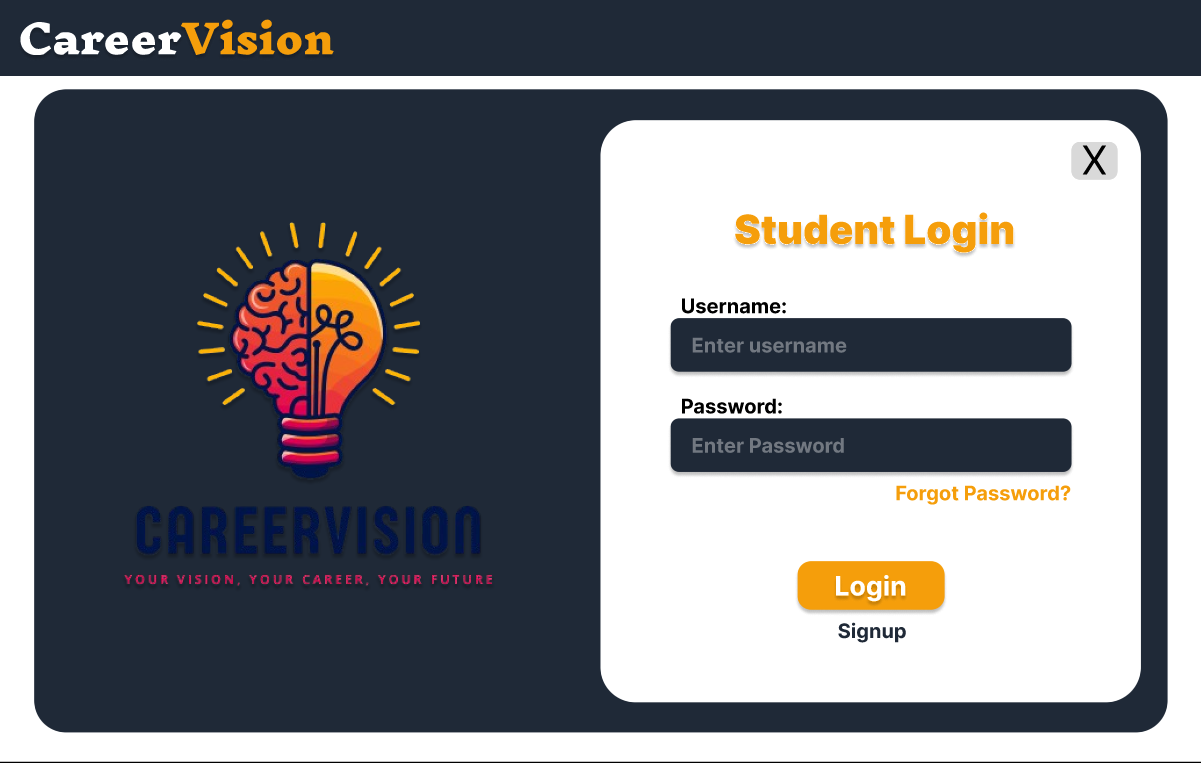 CareerVision
X
Student Login
Username:
Enter username
Password:
Enter Password
Forgot Password?
Login
Signup
CAREERVISION
YOUR VISION, YOUR CAREER, YOUR FUTURE